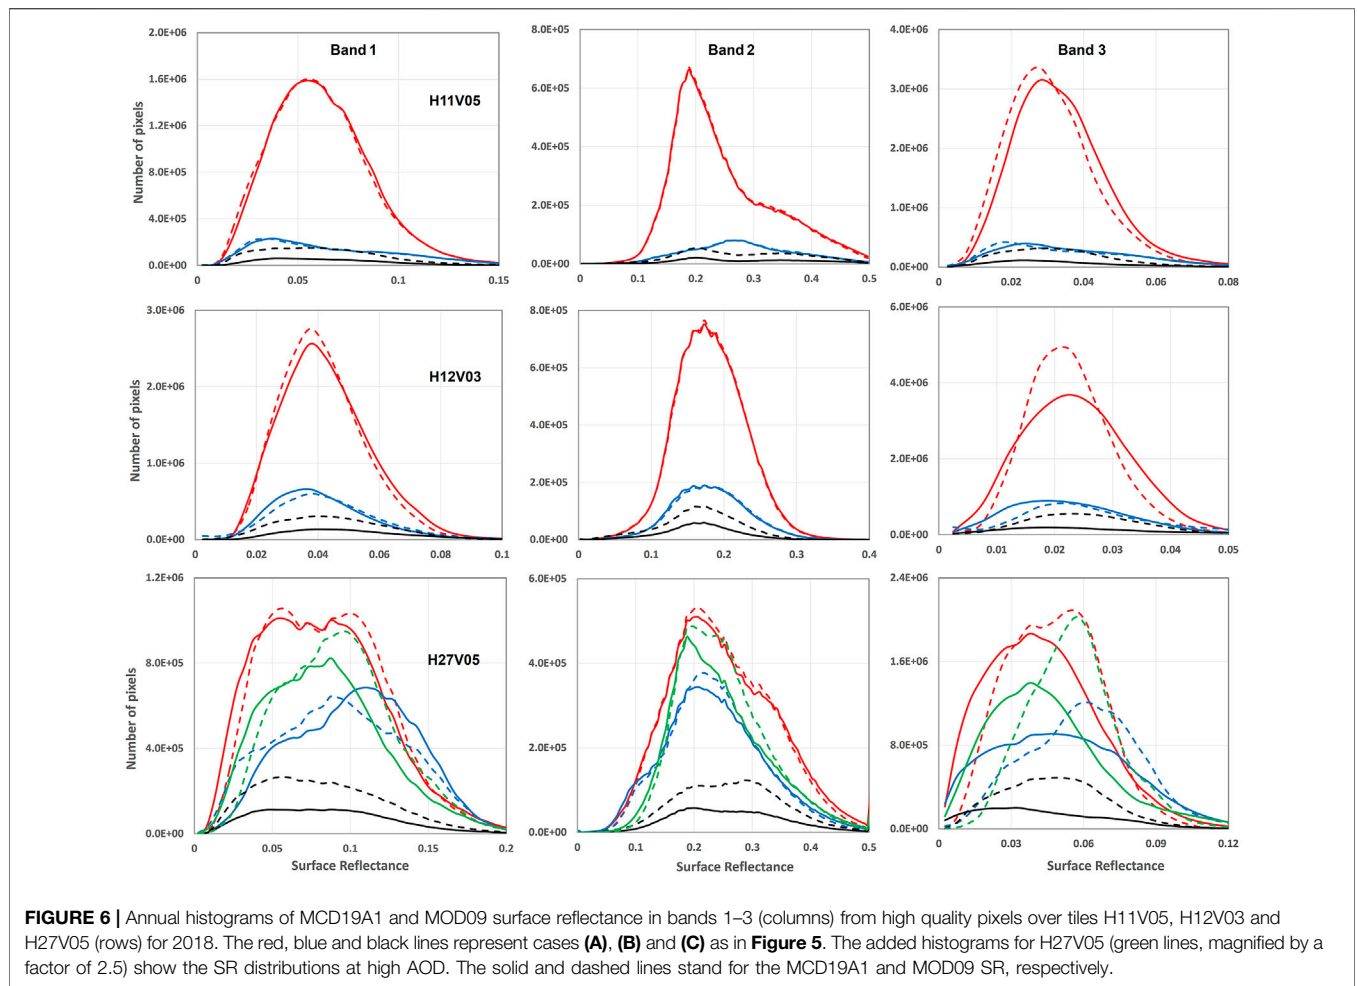 Band 1
Band 2
Band 3
2.0E+06
1.6E+06
1.2E+06
8.0E+05
4.0E+05
0.0E+00
Number of pixels
H11V05
0
0.05
0.1
0.15
8.0E+05
6.0E+05
4.0E+05
2.0E+05
0.0E+00
0
0.1
0.2
0.3
0.4
0.5
4.0E+06
3.0E+06
2.0E+06
1.0E+06
0.0E+00
0
0.02
0.04
0.06
0.08
3.0E+06
2.0E+06
1.0E+06
0.0E+00
Number of pixels
H12V03
0
0.02
0.04
0.06
0.08
0.1
8.0E+05
6.0E+05
4.0E+05
2.0E+05
0.0E+00
0
0.1
0.2
0.3
0.4
6.0E+06
4.0E+06
2.0E+06
0.0E+00
0
0.01
0.02
0.03
0.04
0.05
1.2E+06
8.0E+05
4.0E+05
0.0E+00
Number of pixels
H27V05
0
0.05
0.1
0.15
0.2
Surface Reflectance
6.0E+05
4.0E+05
2.0E+05
0.0E+00
0
0.1
0.2
0.3
0.4
0.5
Surface Reflectance
2.4E+06
1.6E+06
8.0E+05
0.0E+00
0
0.03
0.06
0.09
0.12
Surface Reflectance
FIGURE 6 | Annual histograms of MCD19A1 and MOD09 surface reflectance in bands 1–3 (columns) from high quality pixels over tiles H11V05, H12V03 and
H27V05 (rows) for 2018. The red, blue and black lines represent cases (A), (B) and (C) as in Figure 5. The added histograms for H27V05 (green lines, magnified by a
factor of 2.5) show the SR distributions at high AOD. The solid and dashed lines stand for the MCD19A1 and MOD09 SR, respectively.